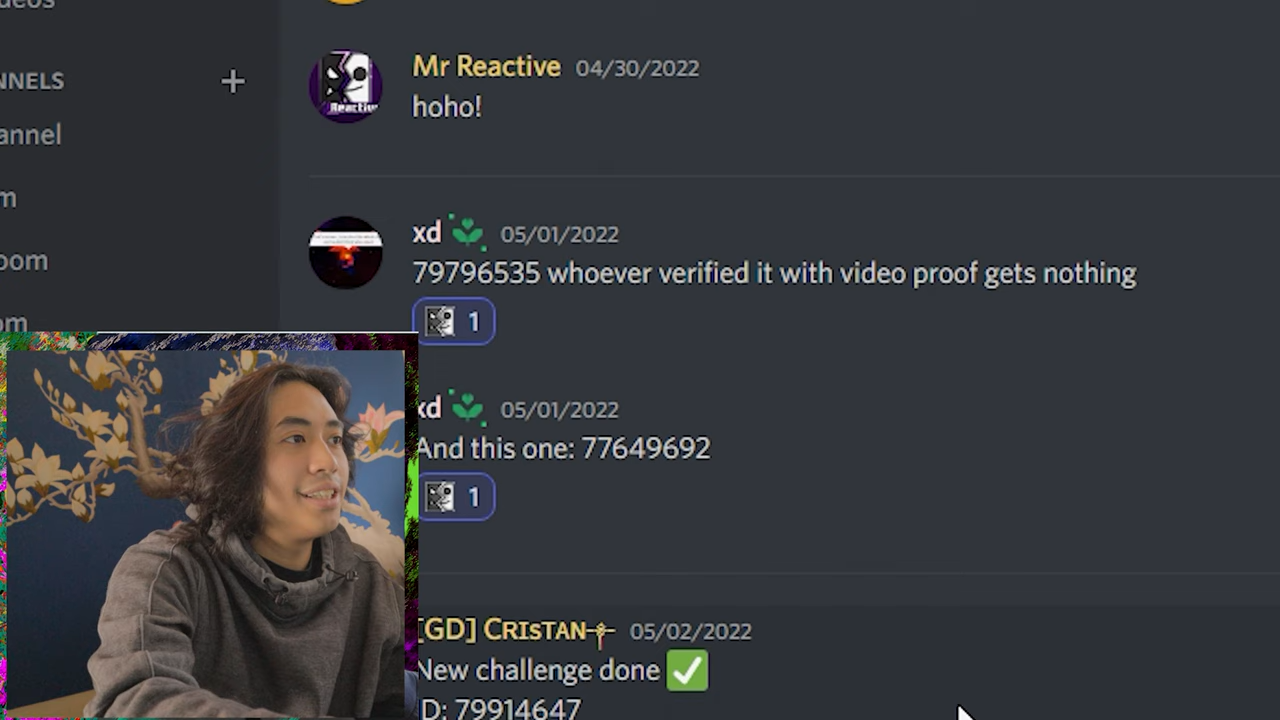 NNELS
Mr Reactive 04/30/2022
annel
hoho!
m
xd 05/01/2022
oom
79796535 whoever verified it with video proof gets nothing
1
xd 05/01/2022
And this one: 77649692
1
[GD] CRISTAN 05/02/2022
New challenge done
ID: 79914647